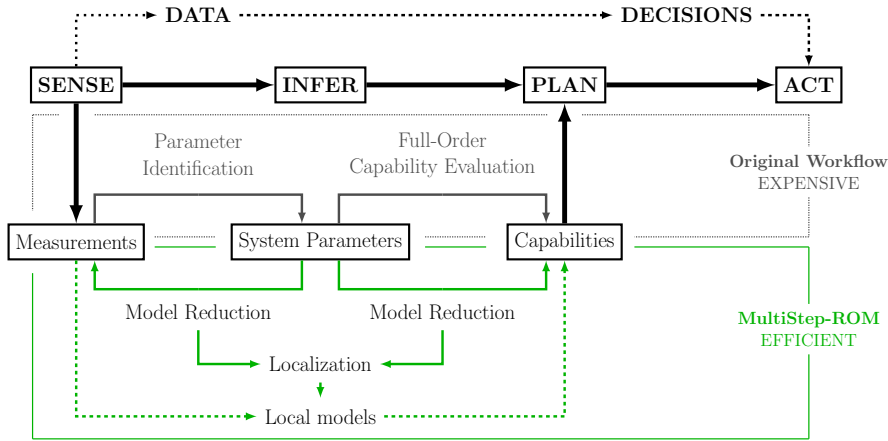 DATA
DECISIONS
SENSE
INFER
PLAN
ACT
Parameter
Identification
Full-Order
Capability Evaluation
Original Workflow
EXPENSIVE
Measurements
System Parameters
Capabilities
Model Reduction
Model Reduction
MultiStep-ROM
EFFICIENT
Localization
Local models